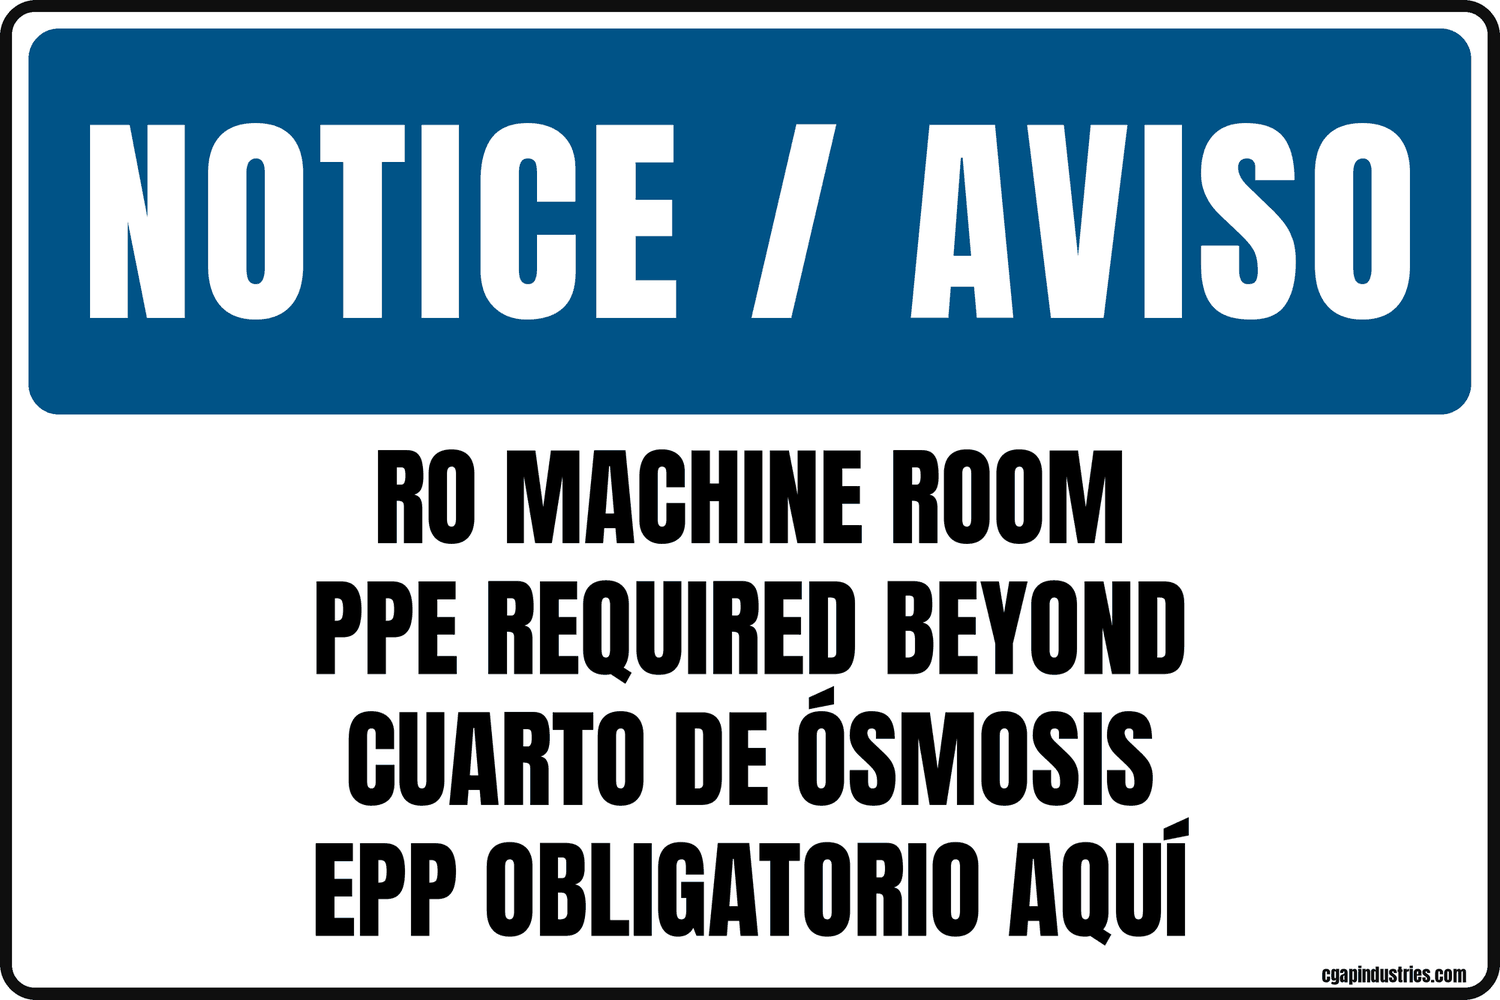 NOTICE / AVISO
RO MACHINE ROOM
PPE REQUIRED BEYOND
CUARTO DE ÓSMOSIS
EPP OBLIGATORIO AQUÍ
cgapindustries.com